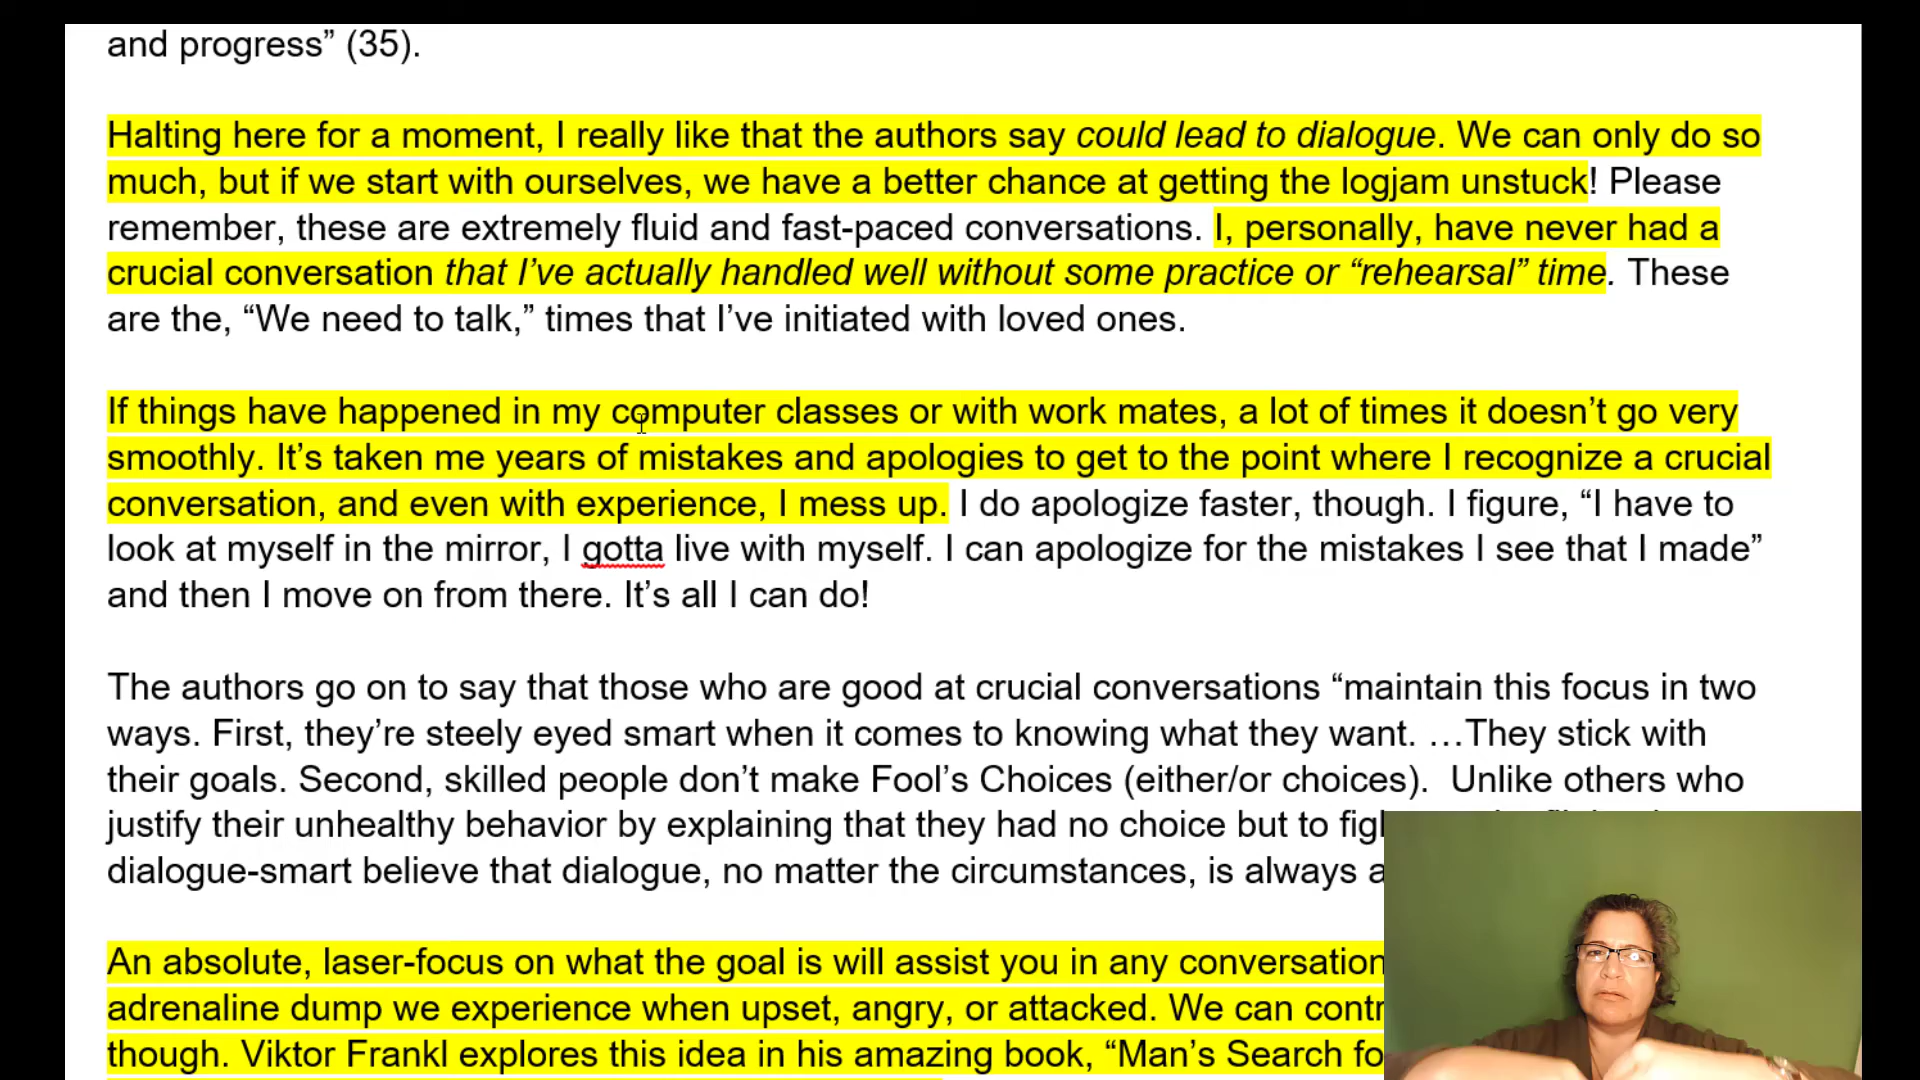 and progress” (35).
Halting here for a moment, I really like that the authors say could lead to dialogue. We can only do so
much, but if we start with ourselves, we have a better chance at getting the logjam unstuck! Please
remember, these are extremely fluid and fast-paced conversations. I, personally, have never had a
crucial conversation that I’ve actually handled well without some practice or “rehearsal” time. These
are the, “We need to talk,” times that I’ve initiated with loved ones.
If things have happened in my computer classes or with work mates, a lot of times it doesn’t go very
smoothly. It’s taken me years of mistakes and apologies to get to the point where I recognize a crucial
conversation, and even with experience, I mess up. I do apologize faster, though. I figure, “I have to
look at myself in the mirror, I gotta live with myself. I can apologize for the mistakes I see that I made”
and then I move on from there. It’s all I can do!
The authors go on to say that those who are good at crucial conversations “maintain this focus in two
ways. First, they’re steely eyed smart when it comes to knowing what they want. …They stick with
their goals. Second, skilled people don’t make Fool’s Choices (either/or choices).  Unlike others who
justify their unhealthy behavior by explaining that they had no choice but to
dialogue-smart believe that dialogue, no matter the circumstances, is always
An absolute, laser-focus on what the goal is will assist you in any conversation
adrenaline dump we experience when upset, angry, or attacked. We can
though. Viktor Frankl explores this idea in his amazing book, “Man’s Search